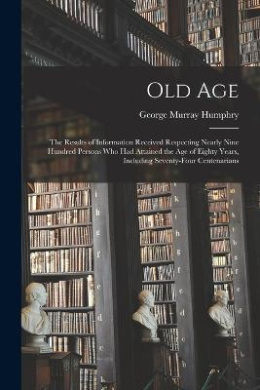 Old Age
George Murray Humphry
The Results of Information Received Respecting Nearly Nine
Hundred Persons Who Had Attained the Age of Eighty Years,
Including Seventy-Four Centenarians